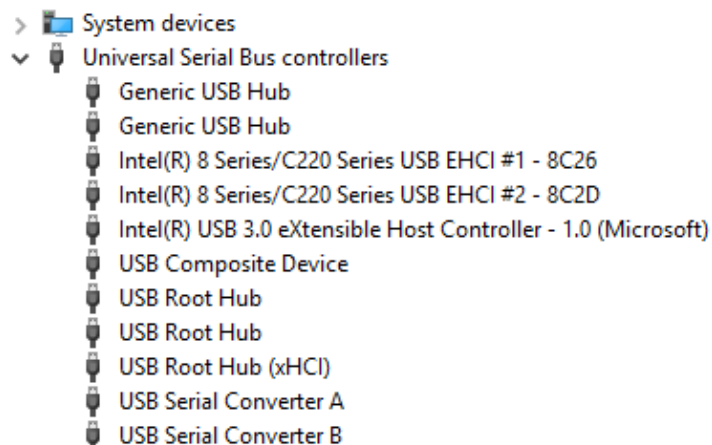 System devices
Universal Serial Bus controllers
Generic USB Hub
Generic USB Hub
Intel(R) 8 Series/C220 Series USB EHCI #1 - 8C26
Intel(R) 8 Series/C220 Series USB EHCI #2 - 8C2D
Intel(R) USB 3.0 eXtensible Host Controller - 1.0 (Microsoft)
USB Composite Device
USB Root Hub
USB Root Hub
USB Root Hub (xHCI)
USB Serial Converter A
USB Serial Converter B